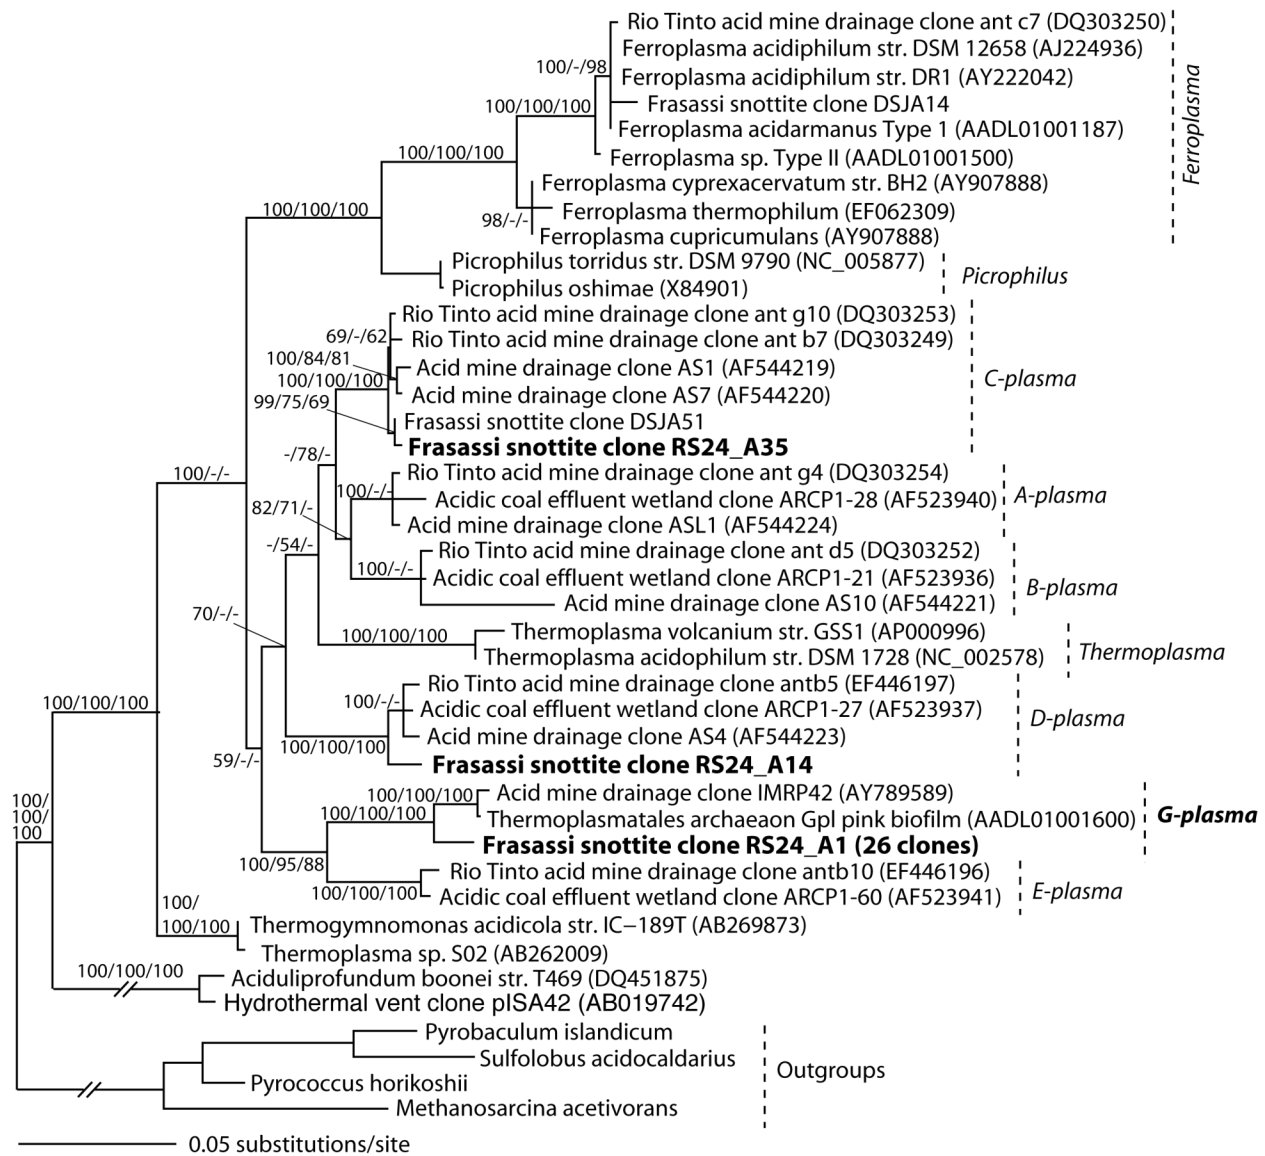 Rio Tinto acid mine drainage clone ant c7 (DQ303250)
Ferroplasma acidiphilum str. DSM 12658 (AJ224936)
100/-/98
Ferroplasma acidiphilum str. DR1 (AY222042)
100/100/100
Frasassi snottite clone DSJA14
Ferroplasma acidarmanus Type 1 (AADL01001187)
Ferroplasma
100/100/100
Ferroplasma sp. Type II (AADL01001500)
Ferroplasma cyprexacervatum str. BH2 (AY907888)
100/100/100
Ferroplasma thermophilum (EF062309)
98/-/-
Ferroplasma cupricumulans (AY907888)
Picrophilus torridus str. DSM 9790 (NC_005877)
Picrophilus
Picrophilus oshimae (X84901)
Rio Tinto acid mine drainage clone ant g10 (DQ303253)
69/-/62
Rio Tinto acid mine drainage clone ant b7 (DQ303249)
100/84/81
Acid mine drainage clone AS1 (AF544219)
100/100/100
C-plasma
Acid mine drainage clone AS7 (AF544220)
99/75/69
Frasassi snottite clone DSJA51
Frasassi snottite clone RS24_A35
-/78/-
100/-/-
Rio Tinto acid mine drainage clone ant g4 (DQ303254)
100/-/-
Acidic coal effluent wetland clone ARCP1-28 (AF523940)
A-plasma
82/71/-
Acid mine drainage clone ASL1 (AF544224)
-/54/-
Rio Tinto acid mine drainage clone ant d5 (DQ303252)
100/-/-
Acidic coal effluent wetland clone ARCP1-21 (AF523936)
B-plasma
Acid mine drainage clone AS10 (AF544221)
70/-/-
100/100/100
Thermoplasma volcanium str. GSS1 (AP000996)
Thermoplasma acidophilum str. DSM 1728 (NC_002578)
Thermoplasma
Rio Tinto acid mine drainage clone antb5 (EF446197)
100/100/100
100/-/-
Acidic coal effluent wetland clone ARCP1-27 (AF523937)
D-plasma
Acid mine drainage clone AS4 (AF544223)
100/100/100
59/-/-
Frasassi snottite clone RS24_A14
100/100/100
Acid mine drainage clone IMRP42 (AY789589)
100/
100/
100
100/100/100
Thermoplasmatales archaeaon Gpl pink biofilm (AADL01001600)
G-plasma
Frasassi snottite clone RS24_A1 (26 clones)
100/95/88
Rio Tinto acid mine drainage clone antb10 (EF446196)
100/100/100
Acidic coal effluent wetland clone ARCP1-60 (AF523941)
E-plasma
100/
100/100
Thermogymnomonas acidicola str. IC−189T (AB269873)
Thermoplasma sp. S02 (AB262009)
100/100/100
Aciduliprofundum boonei str. T469 (DQ451875)
Hydrothermal vent clone pISA42 (AB019742)
Pyrobaculum islandicum
Sulfolobus acidocaldarius
Outgroups
Pyrococcus horikoshii
Methanosarcina acetivorans
0.05 substitutions/site